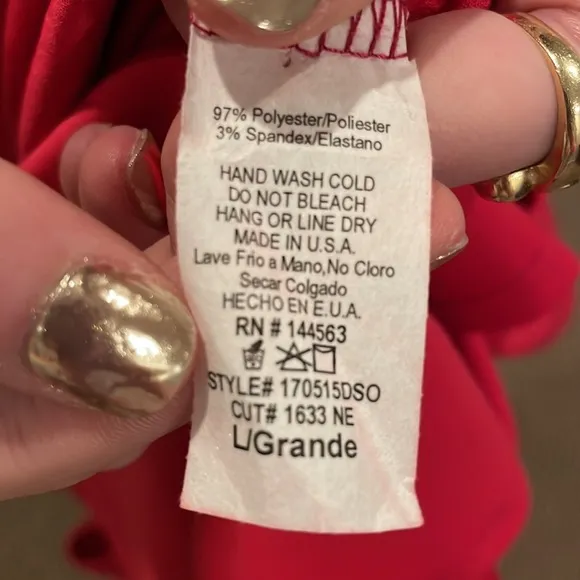 97% Polyester/Poliester
3% Spandex/Elastano
HAND WASH COLD
DO NOT BLEACH
HANG OR LINE DRY
MADE IN U.S.A.
Lave Frio a Mano,No Cloro
Secar Colgado
HECHO EN E.U.A.
RN # 144563
STYLE# 170515DSO
CUT# 1633 NE
L/Grande